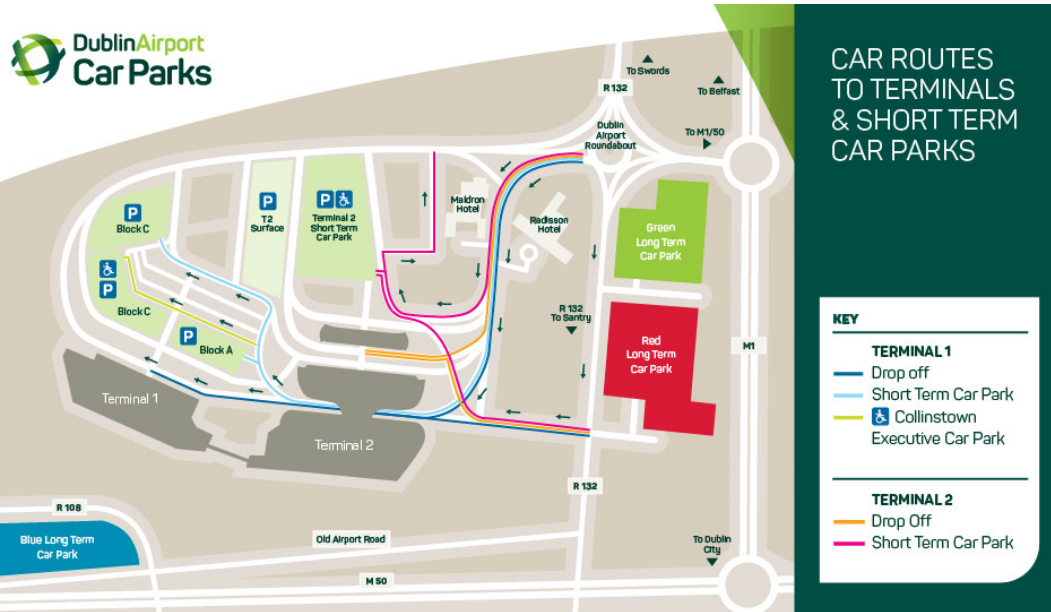 DublinAirport
Car Parks
CAR ROUTES
TO TERMINALS
& SHORT TERM
CAR PARKS
To Swords
R 132
To Belfast
Dublin
Airport
Roundabout
To M1/50
P
Block C
P
T2
Surface
P
Terminal 2
Short Term
Car Park
Maldron
Hotel
Radisson
Hotel
Green
Long Term
Car Park
P
Block C
P
Block A
R 132
To Santry
Red
Long Term
Car Park
M1
Terminal 1
Terminal 2
R 132
R 108
Blue Long Term
Car Park
Old Airport Road
To Dublin
City
M 50
KEY
TERMINAL 1
Drop off
Short Term Car Park
Collinstown
Executive Car Park
TERMINAL 2
Drop Off
Short Term Car Park